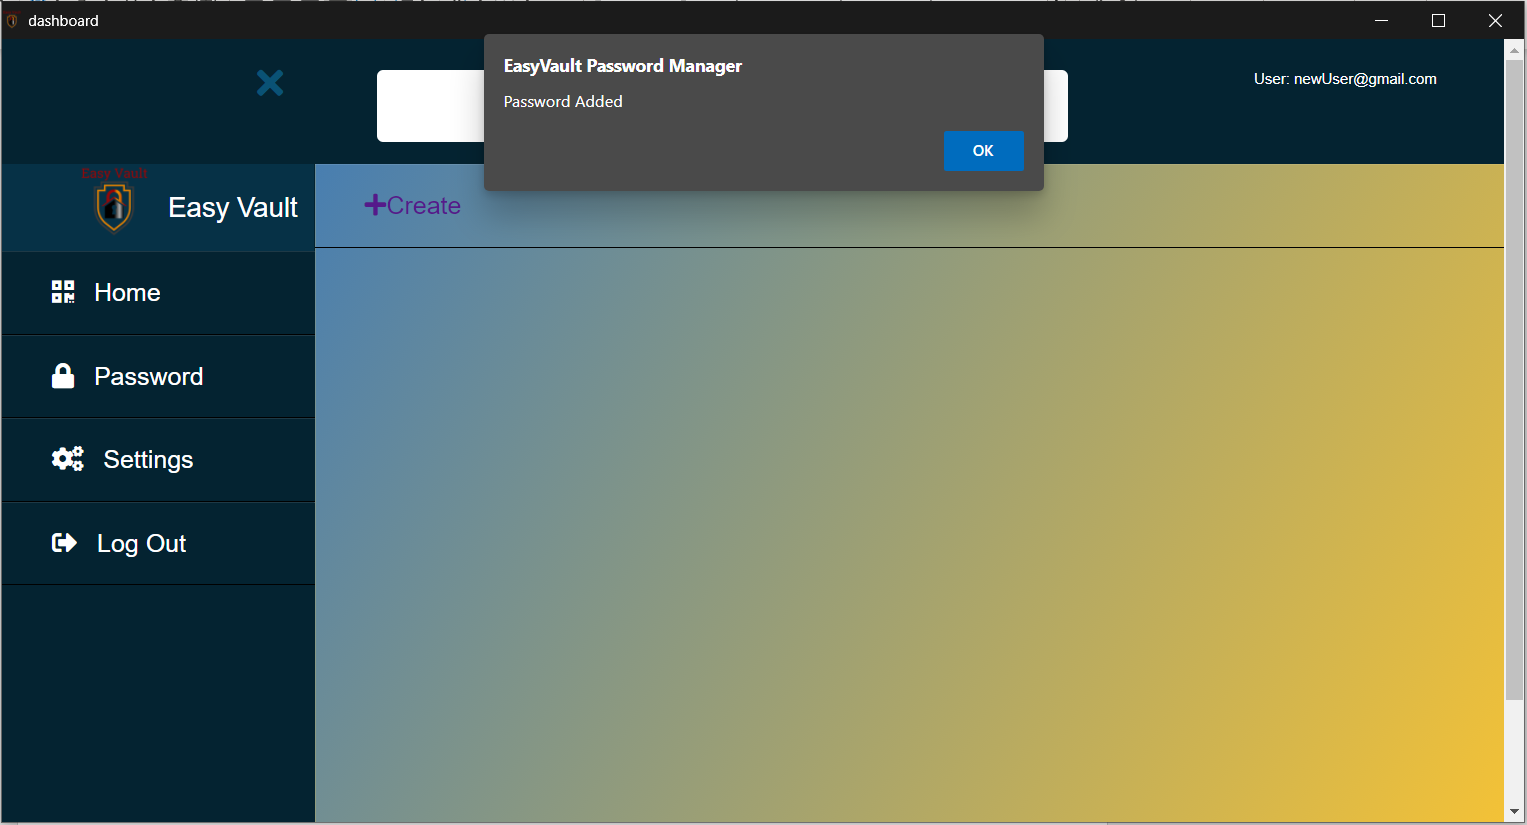 dashboard
EasyVault Password Manager
Password Added
OK
User: newUser@gmail.com
Easy Vault
Easy Vault
Create
Home
Password
Settings
Log Out